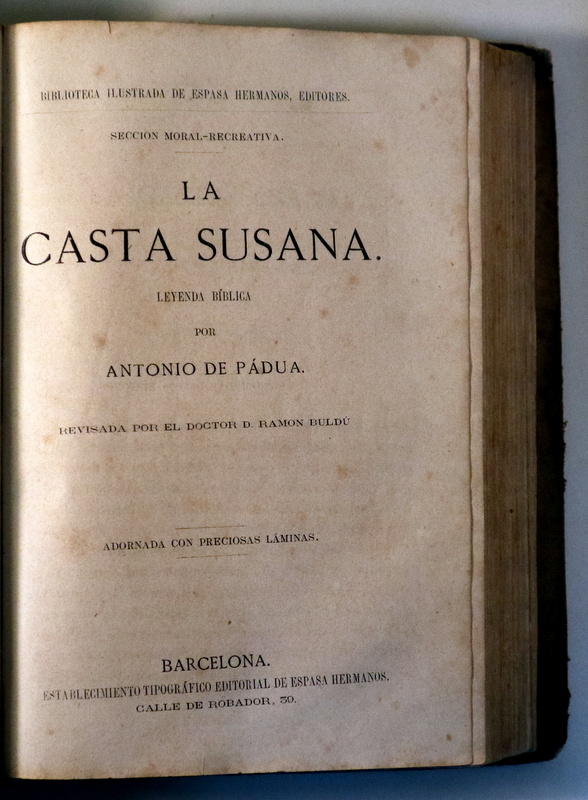 BIBLIOTECA ILUSTRADA DE ESPASA HERMANOS, EDITORES.
SECCION MORAL-RECREATIVA.
LA
CASTA SUSANA.
LEYENDA BÍBLICA
POR
ANTONIO DE PÁDUA.
REVISADA POR EL DOCTOR D. RAMON BULDÚ
ADORNADA CON PRECIOSAS LÁMINAS.
BARCELONA.
ESTABLECIMIENTO TIPOGRÁFICO EDITORIAL DE ESPASA HERMANOS.
CALLE DE ROBADOR, 39.